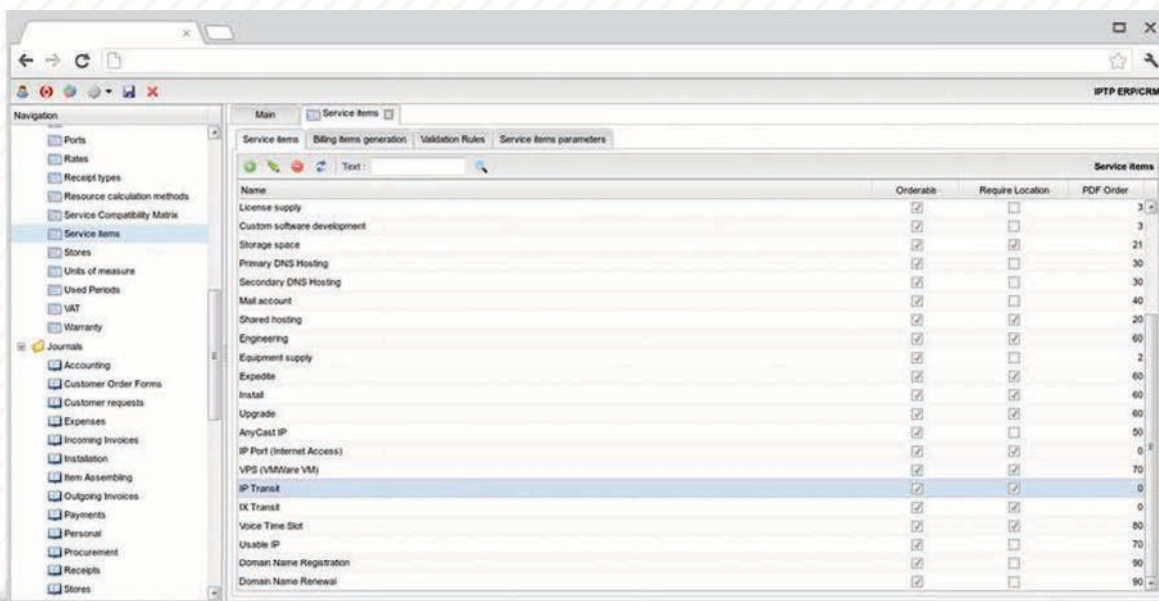 IPTP ERP/CRM
Navigation
Ports
Rates
Receipt types
Resource calculation methods
Service Compatibility Matrix
Service items
Stores
Units of measure
Used Periods
VAT
Warranty
Journals
Accounting
Customer Order Forms
Customer requests
Expenses
Incoming Invoices
Installation
Item Assembling
Outgoing Invoices
Payments
Personal
Procurement
Receipts
Stores
Main Service items
Service items Billing items generation Validation Rules Service items parameters
Text: Service items
Name Orderable Require Location PDF Order
License supply 3
Custom software development 3
Storage space 21
Primary DNS Hosting 30
Secondary DNS Hosting 30
Mail account 40
Shared hosting 20
Engineering 60
Equipment supply 2
Expedite 60
Install 60
Upgrade 60
AnyCast IP 50
IP Port (Internet Access) 0
VPS (VMWare VM) 70
IP Transit 0
IX Transit 0
Voice Time Slot 80
Usable IP 70
Domain Name Registration 90
Domain Name Renewal 90